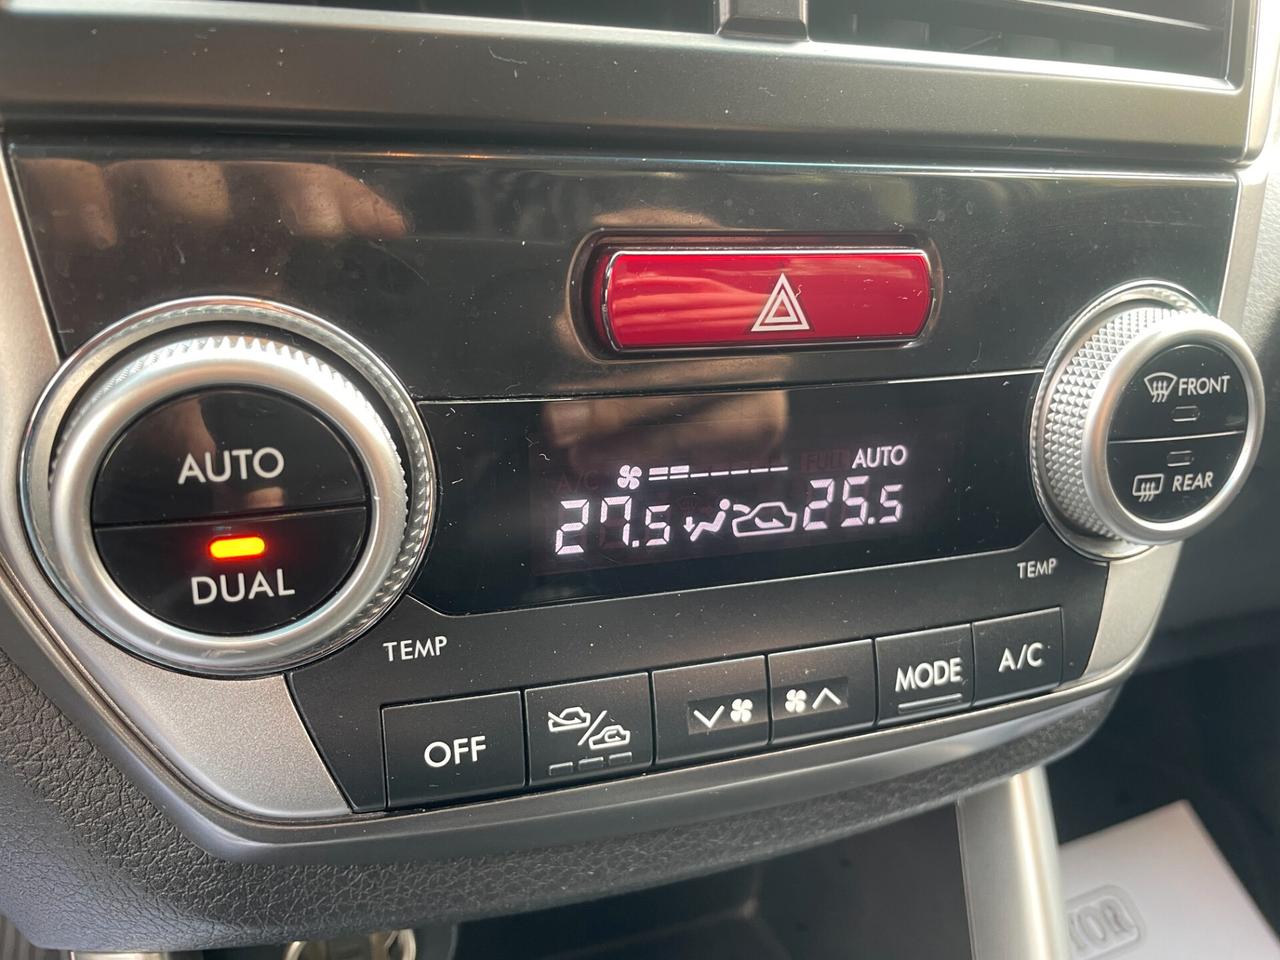 AUTO
27.5 25.5
AUTO
DUAL
FRONT
REAR
TEMP
TEMP
OFF
MODE
A/C